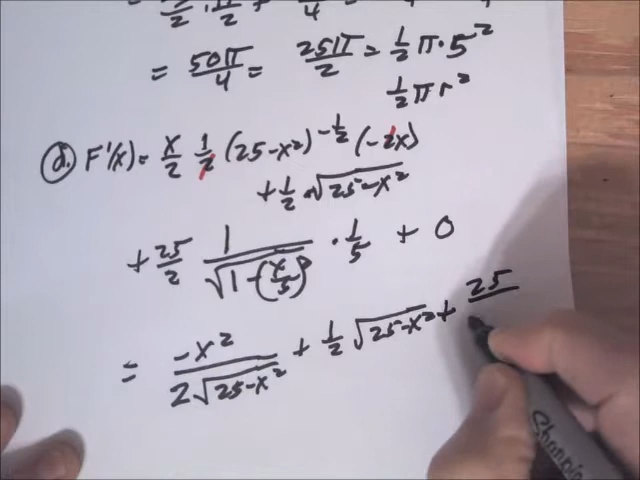 = 50π/4 = 25π/2 = 1/2 π·5²
1/2 π r²
d. F'(x) = x/2 1/2 (25-x²)^(-1/2) (-2x)
+ 1/2 · √(25-x²)
+ 25/2 1/√(1-(x/5)²) · 1/5 + 0
= -x²/(2√(25-x²)) + 1/2 √(25-x²) + 25
Sharpie